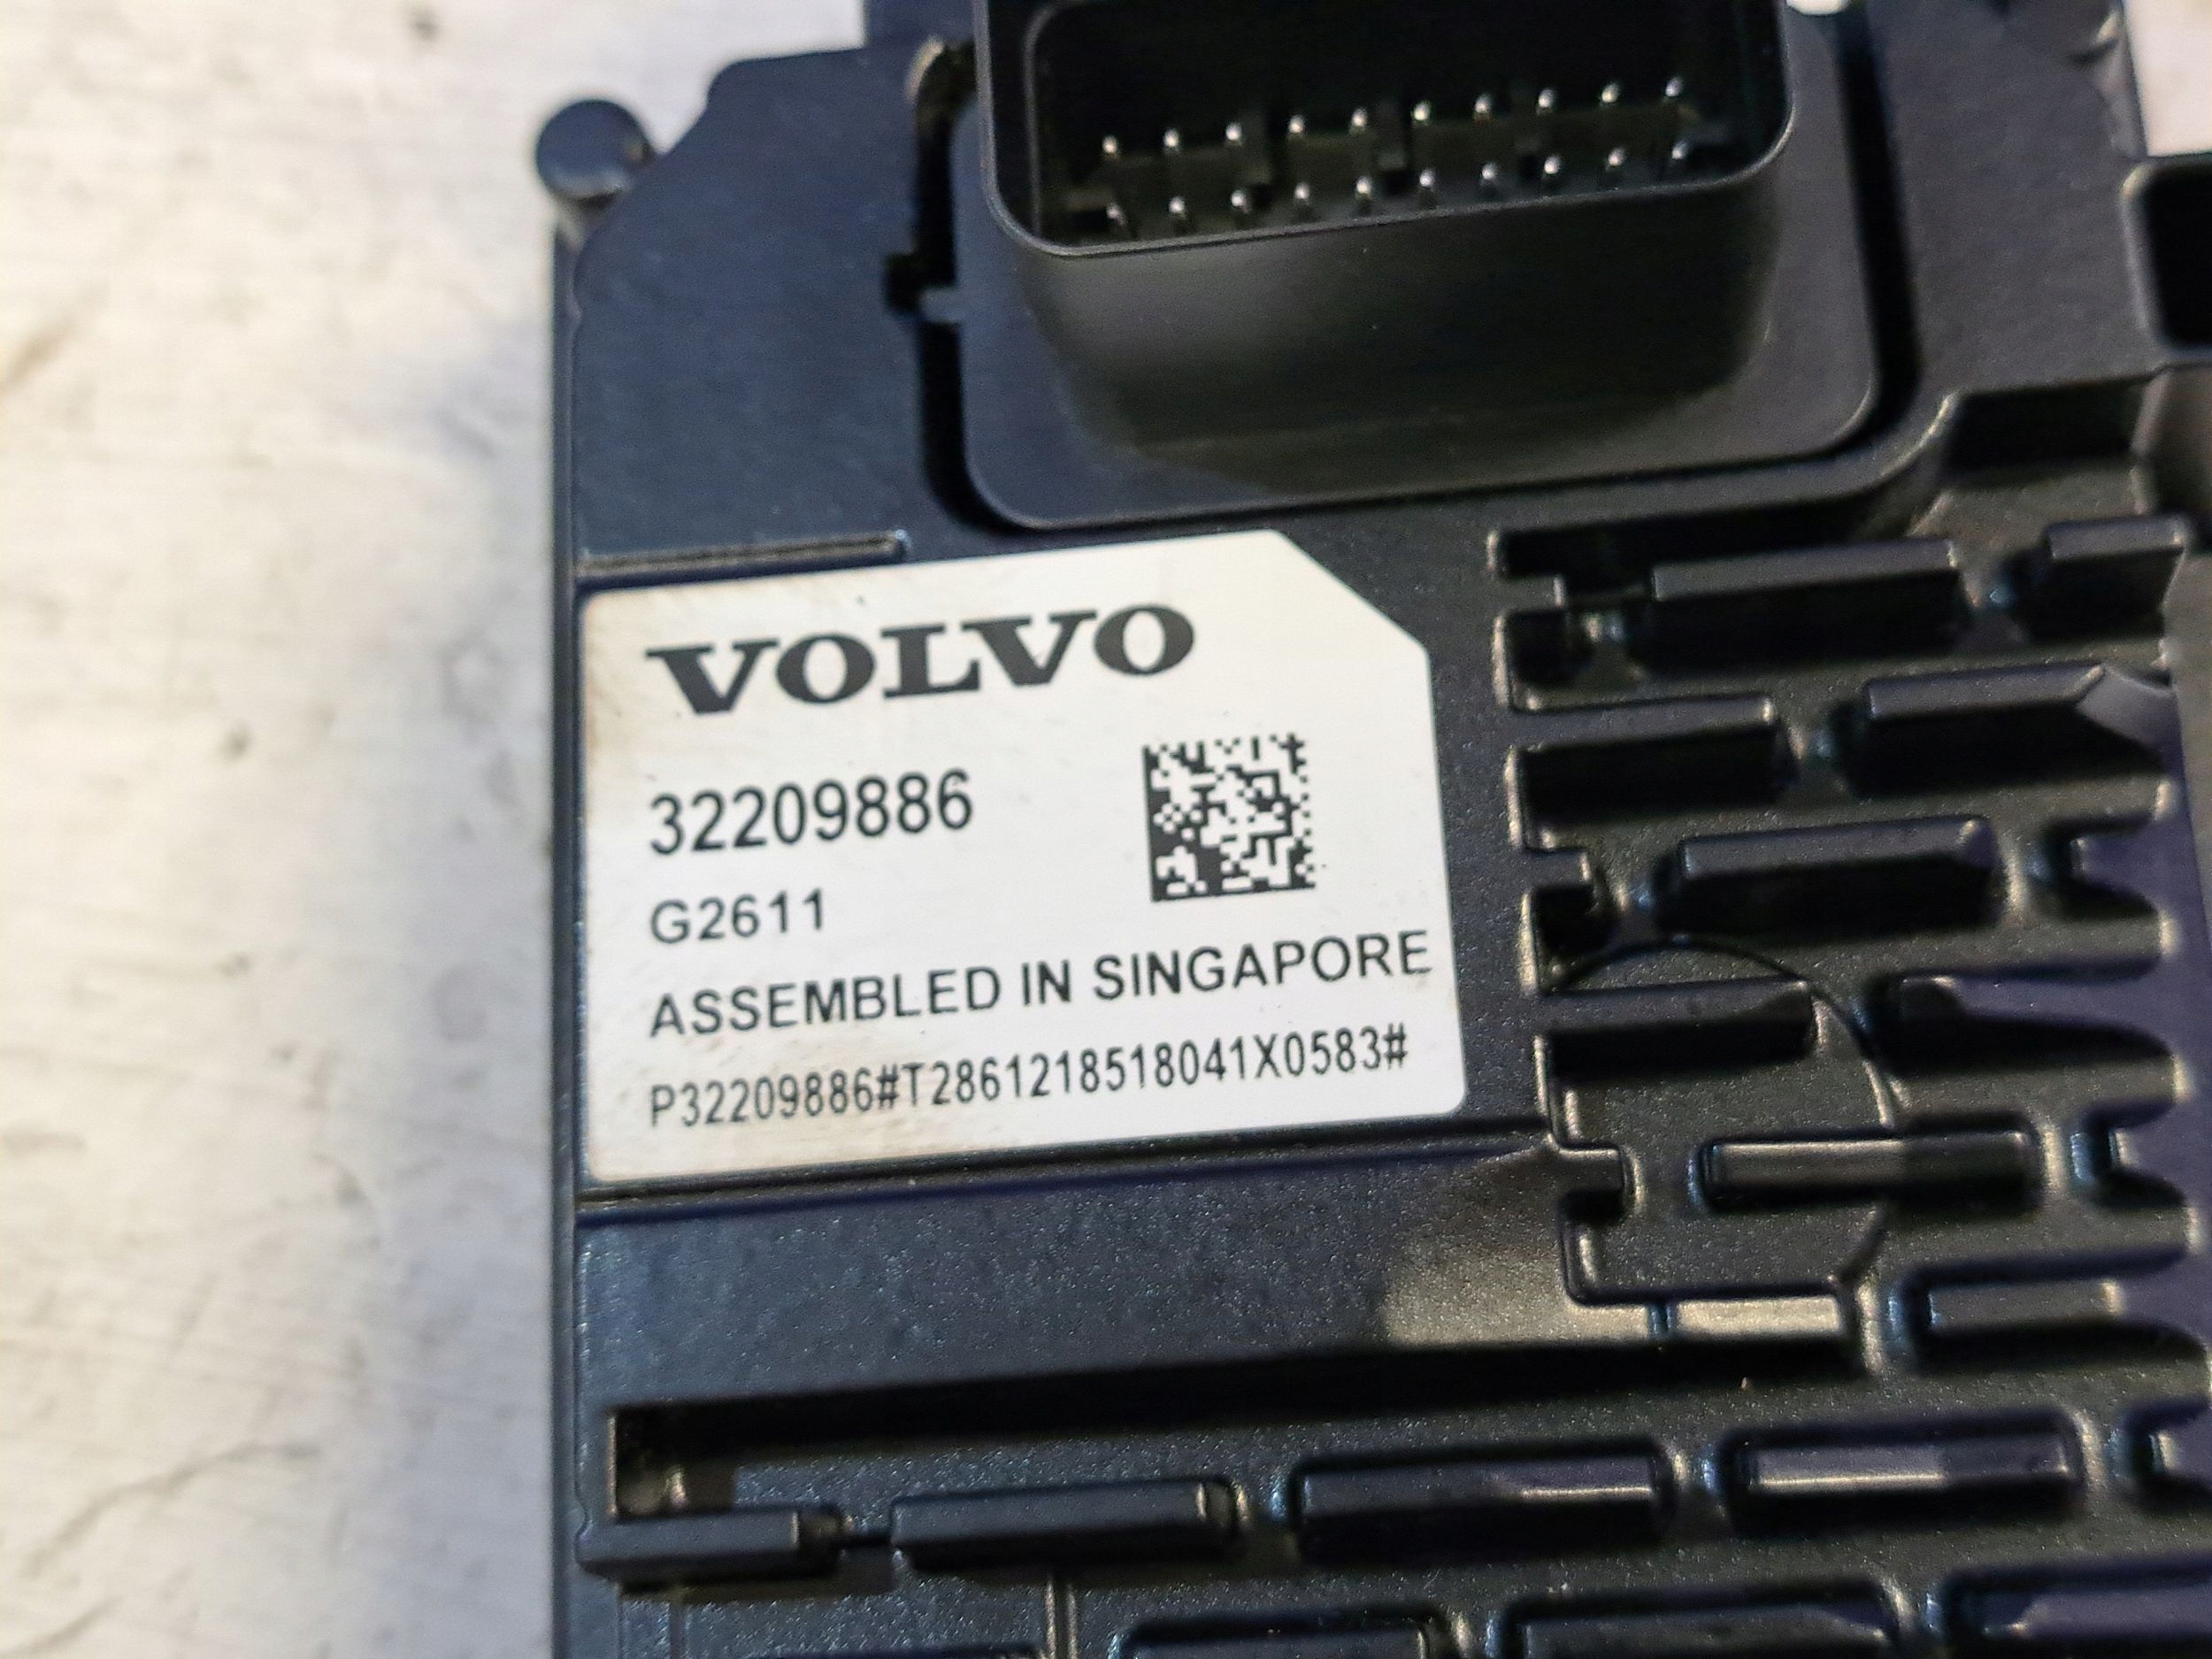 VOLVO
32209886
G2611
ASSEMBLED IN SINGAPORE
P32209886#T2861218518041X0583#